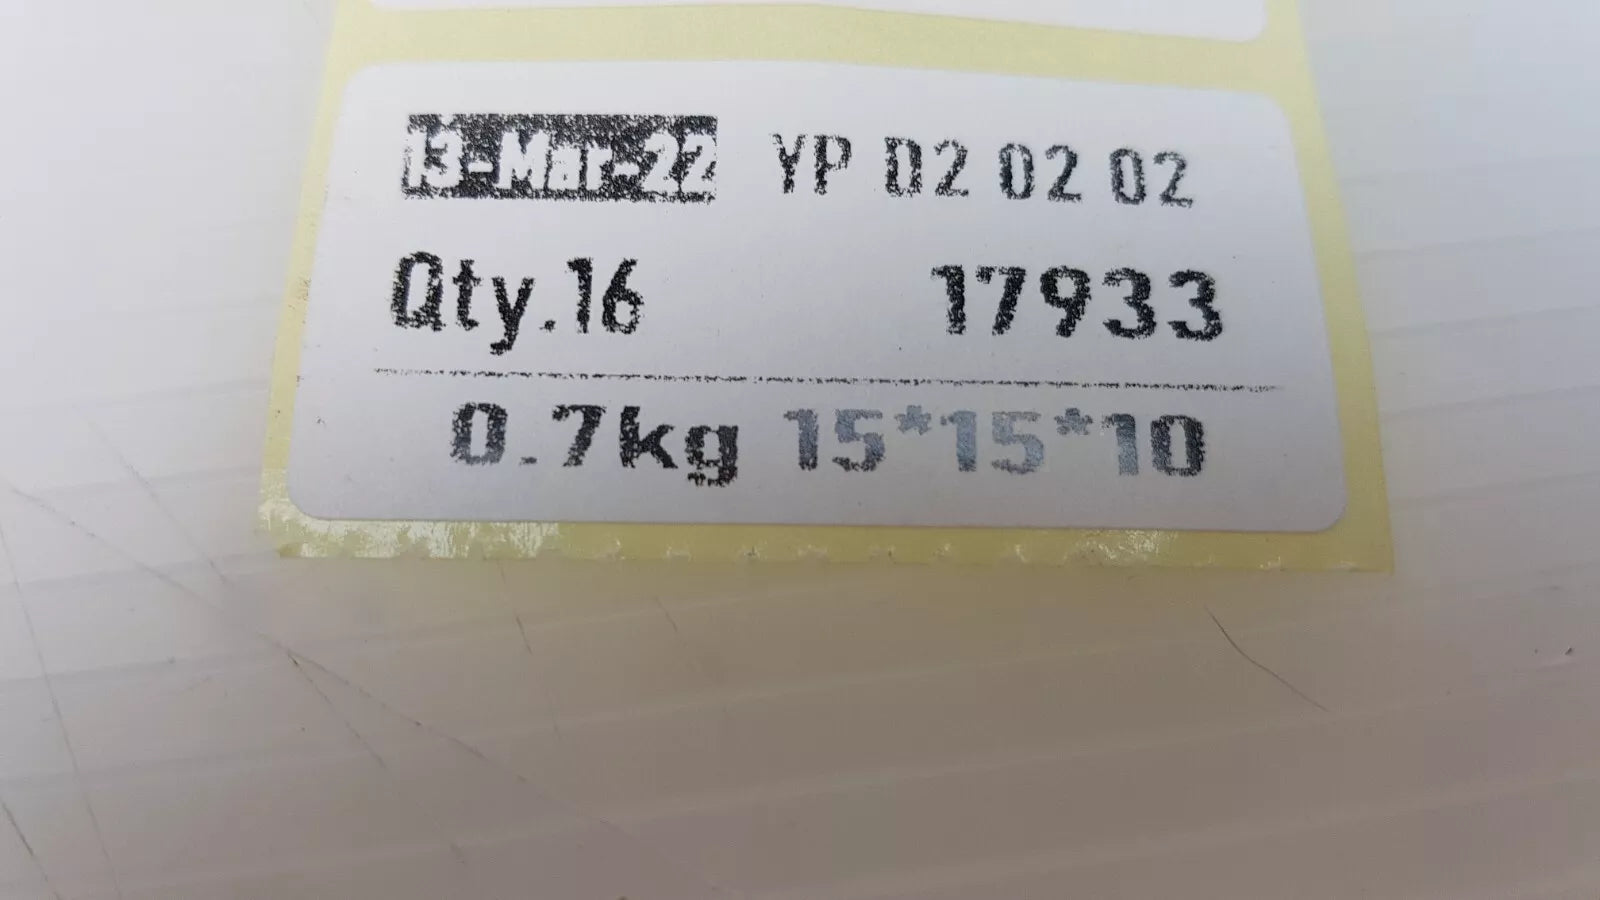 13-Mar-22 YP D2 02 02
Qty.16 17933
0.7kg 15*15*10